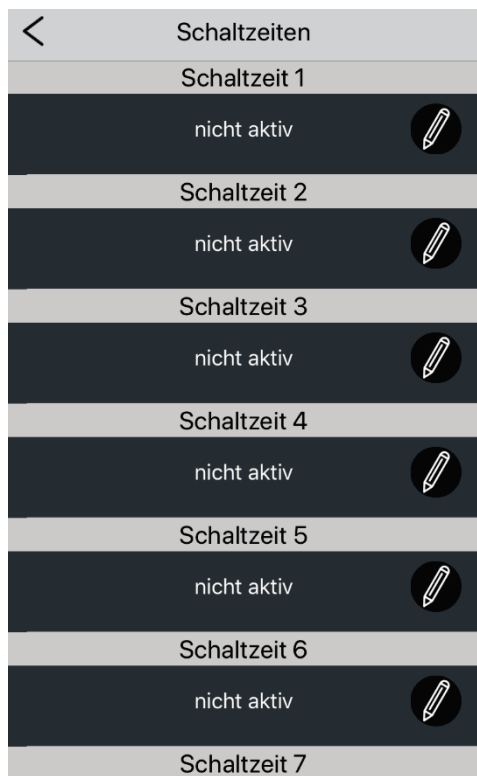 Schaltzeiten
Schaltzeit 1
nicht aktiv
Schaltzeit 2
nicht aktiv
Schaltzeit 3
nicht aktiv
Schaltzeit 4
nicht aktiv
Schaltzeit 5
nicht aktiv
Schaltzeit 6
nicht aktiv
Schaltzeit 7